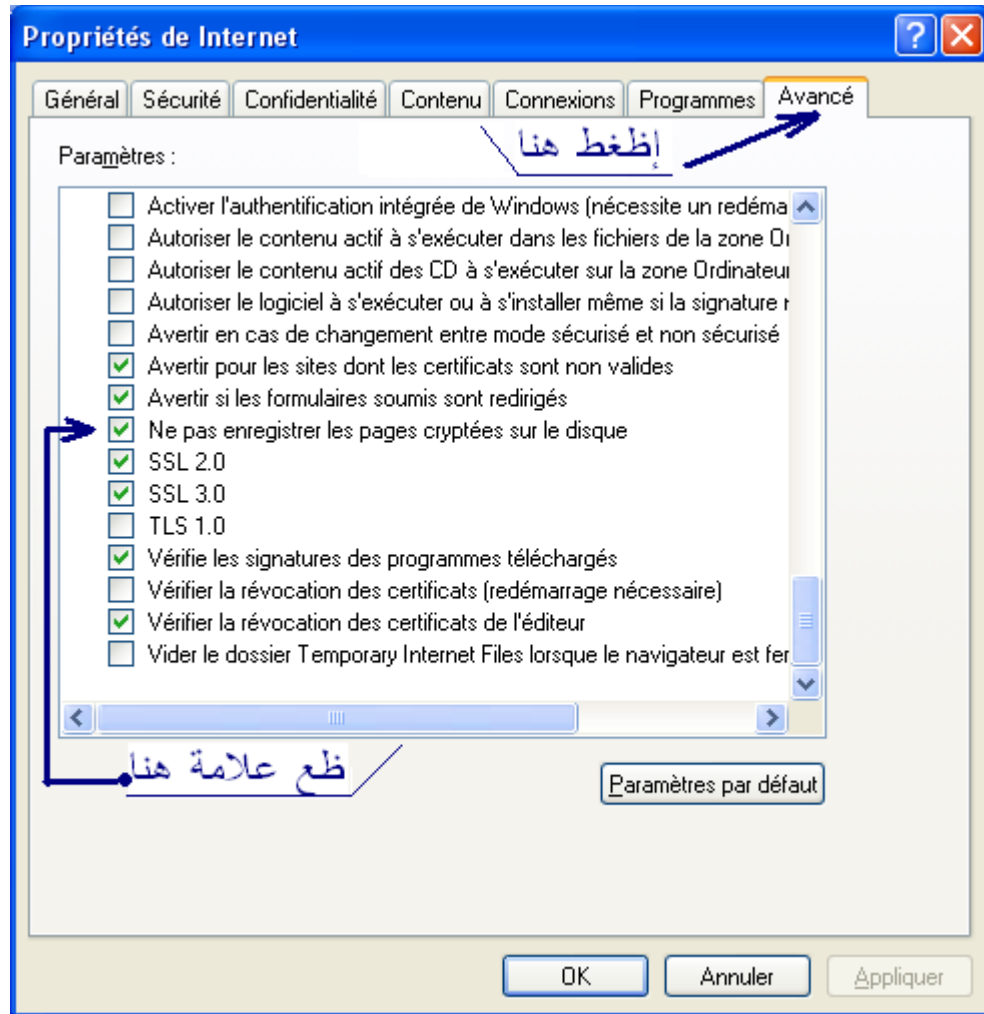 Propriétés de Internet
Général Sécurité Confidentialité Contenu Connexions Programmes Avancé
إظغط هنا
Paramètres :
Activer l'authentification intégrée de Windows (nécessite un redéma
Autoriser le contenu actif à s'exécuter dans les fichiers de la zone
Autoriser le contenu actif des CD à s'exécuter sur la zone Ordinateur
Autoriser le logiciel à s'exécuter ou à s'installer même si la signature
Avertir en cas de changement entre mode sécurisé et non sécurisé
Avertir pour les sites dont les certificats sont non valides
Avertir si les formulaires soumis sont redirigés
Ne pas enregistrer les pages cryptées sur le disque
SSL 2.0
SSL 3.0
TLS 1.0
Vérifie les signatures des programmes téléchargés
Vérifier la révocation des certificats (redémarrage nécessaire)
Vérifier la révocation des certificats de l'éditeur
Vider le dossier Temporary Internet Files lorsque le navigateur est fer
ظع علامة هنا
Paramètres par défaut
OK Annuler Appliquer